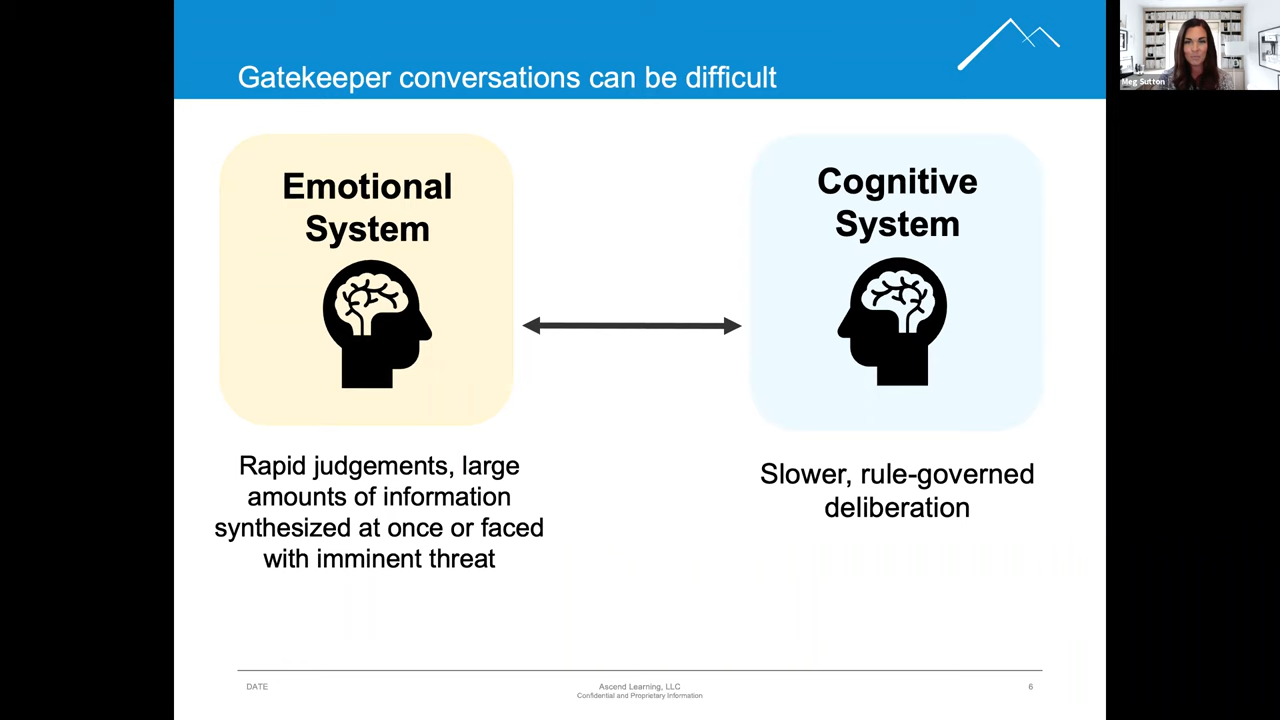 Gatekeeper conversations can be difficult
Meg Sutton
Emotional
System
Cognitive
System
Rapid judgements, large
amounts of information
synthesized at once or faced
with imminent threat
Slower, rule-governed
deliberation
DATE
Ascend Learning, LLC
Confidential and Proprietary Information
6